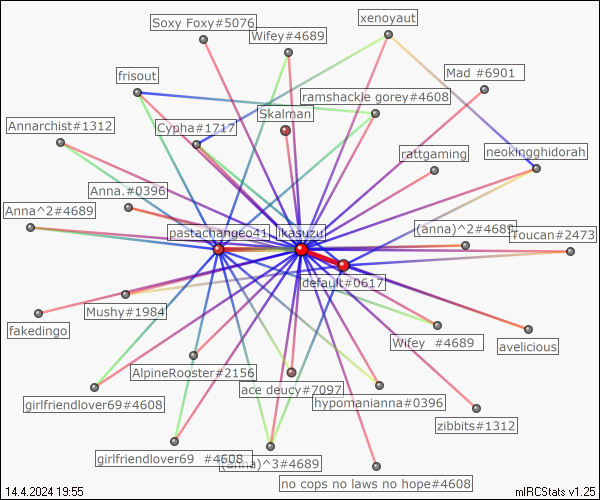 Soxy Foxy#5076
xenoyaut
Wifey#4689
frisout
Mad #6901
ramshackle gorey#4608
Skalman
Annarchist#1312
Cypha#1717
rattgaming
neokingghidorah
Anna.#0396
Anna^2#4689
pastachangeo41
ikasuzu
(anna)^2#4689
Toucan#2473
default#0617
Mushy#1984
fakedingo
Wifey  #4689
avelicious
AlpineRooster#2156
ace deucy#7097
girlfriendlover69#4608
hypomanianna#0396
zibbits#1312
girlfriendlover69  #4608
(anna)^3#4689
no cops no laws no hope#4608
14.4.2024 19:55
mIRCStats v1.25